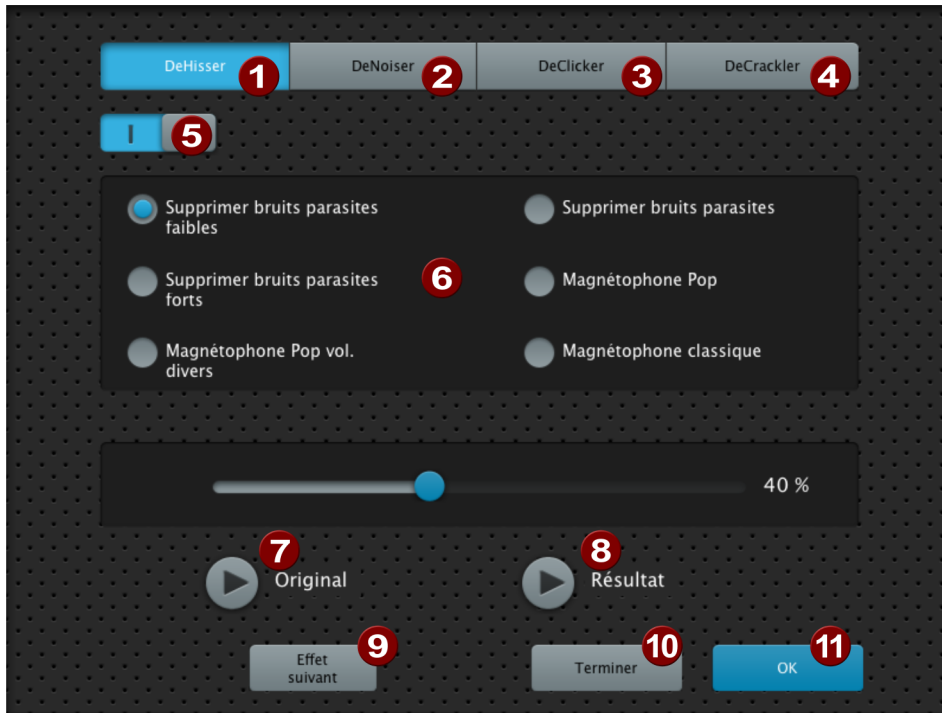 DeHisser 1 DeNoiser 2 DeClicker 3 DeCrackler 4
I 5
Supprimer bruits parasites
faibles
Supprimer bruits parasites
6
Supprimer bruits parasites
forts
Magnétophone Pop
Magnétophone Pop vol.
divers
Magnétophone classique
40 %
7 8
Original Résultat
9 10 11
Effet
suivant
Terminer OK